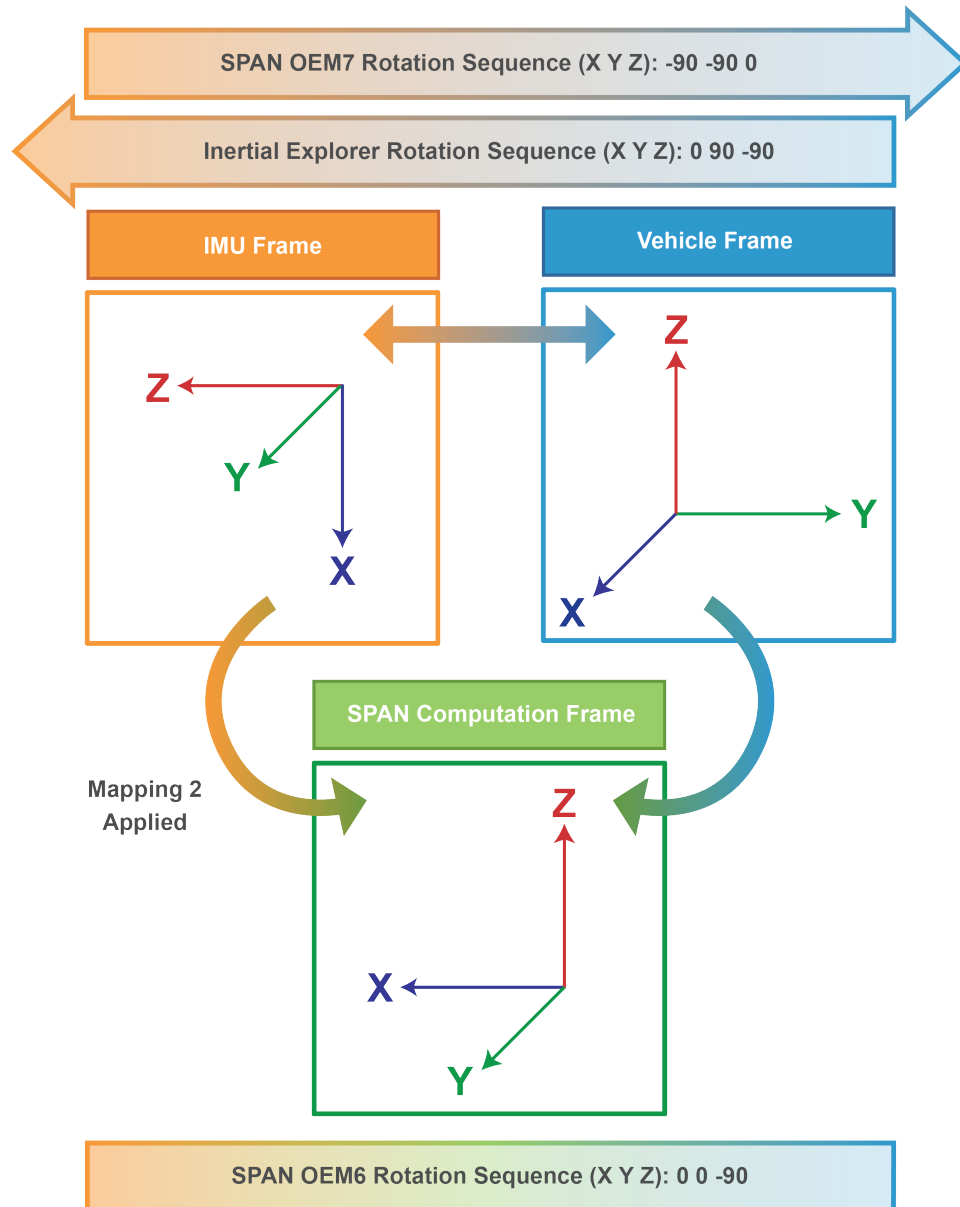 SPAN OEM7 Rotation Sequence (X Y Z): -90 -90 0
Inertial Explorer Rotation Sequence (X Y Z): 0 90 -90
IMU Frame
Vehicle Frame
Z
Y
X
Z
Y
X
SPAN Computation Frame
Mapping 2
Applied
Z
X
Y
SPAN OEM6 Rotation Sequence (X Y Z): 0 0 -90